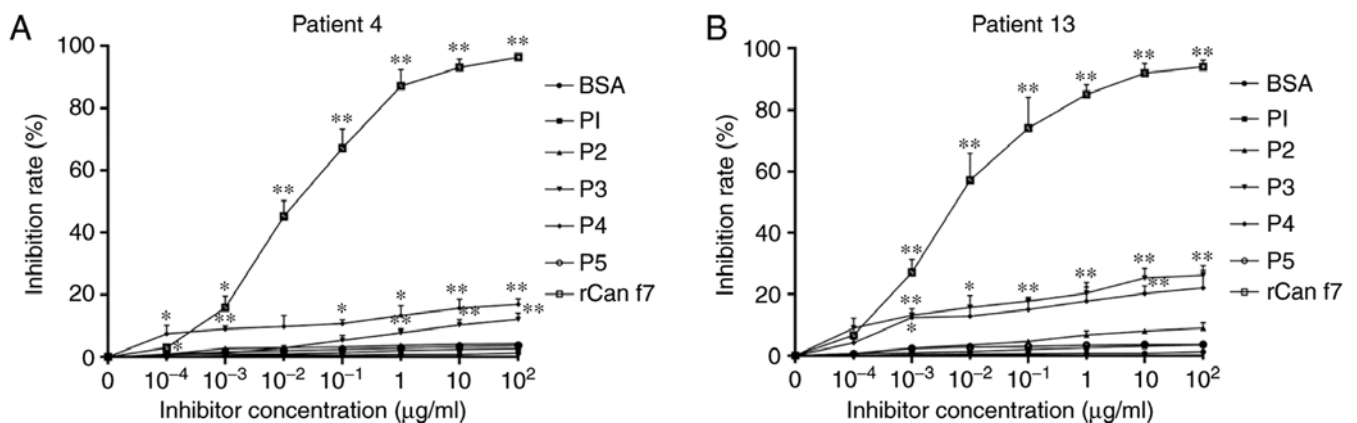 A
Patient 4
Inhibition rate (%)
100
80
60
40
20
0
** ** **
**
**
**
* *
* * **
**
** ** **
*
0 10⁻⁴ 10⁻³ 10⁻² 10⁻¹ 1 10 10²
Inhibitor concentration (µg/ml)
BSA
P1
P2
P3
P4
P5
rCan f7
B
Patient 13
Inhibition rate (%)
100
80
60
40
20
0
** **
**
**
**
**
** **
** * ** **
**
*
0 10⁻⁴ 10⁻³ 10⁻² 10⁻¹ 1 10 10²
Inhibitor concentration (µg/ml)
BSA
P1
P2
P3
P4
P5
rCan f7